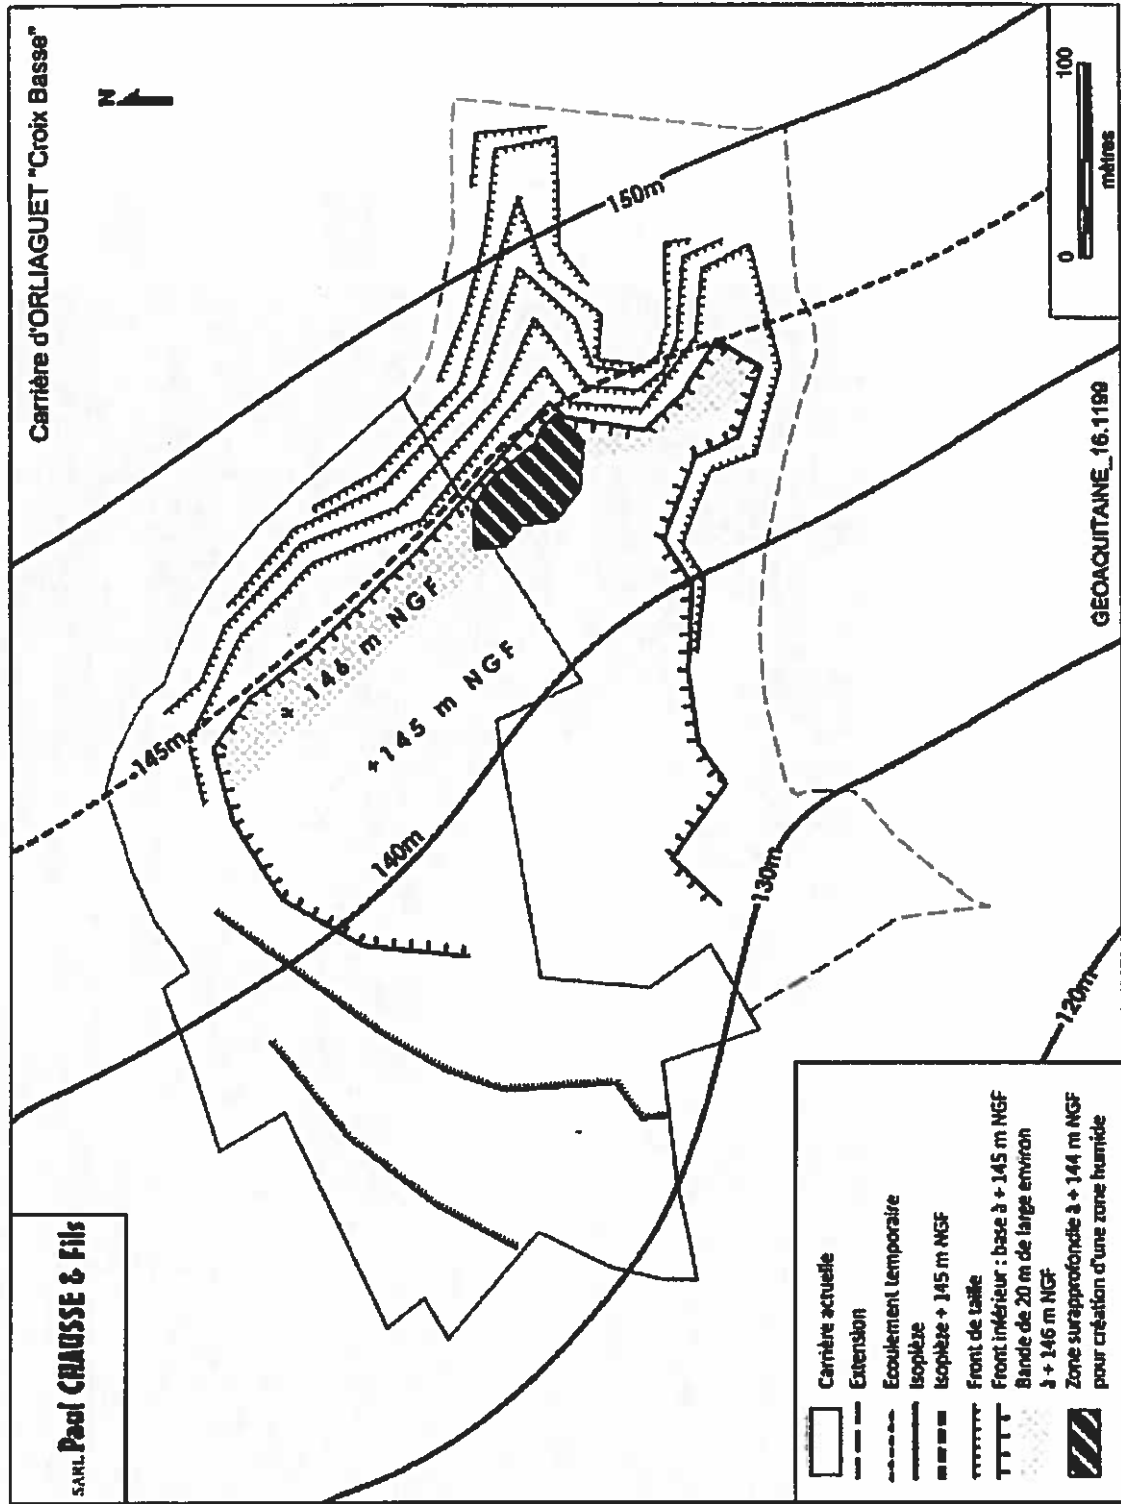 Carrière d'ORLIAGUET "Croix Basse"
SARL Paul CHAUSSE & Fils
N
145m
150m
+ 146 m NGF
+145 m NGF
140m
130m
120m
0 100
mètres
GEOAQUITAINE_16.1199
Carrière actuelle
Extension
Ecoulement temporaire
Isopièze
Isopièze + 145 m NGF
Front de taille
Front inférieur : base à + 145 m NGF
Bande de 20 m de large environ
à + 146 m NGF
Zone surapprofondie à + 144 m NGF
pour création d'une zone humide